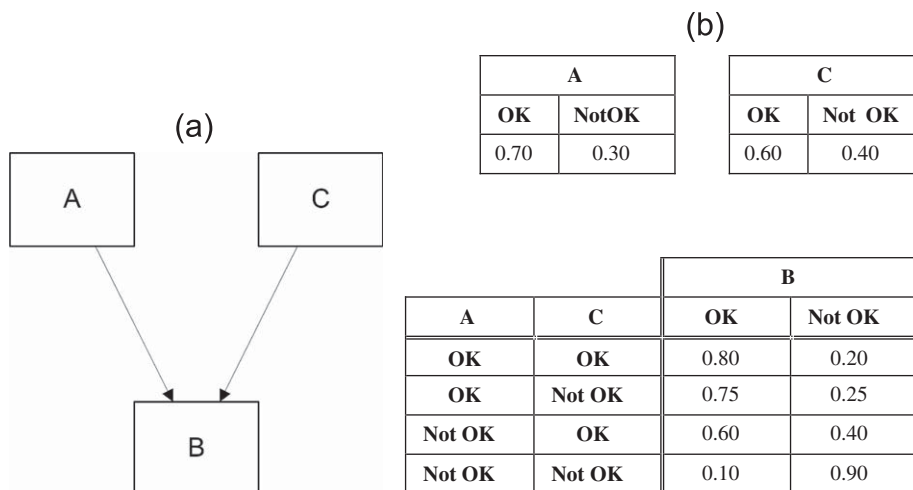 (a)
A
C
B
(b)
A
OK NotOK
0.70 0.30
C
OK Not OK
0.60 0.40
B
A C OK Not OK
OK OK 0.80 0.20
OK Not OK 0.75 0.25
Not OK OK 0.60 0.40
Not OK Not OK 0.10 0.90